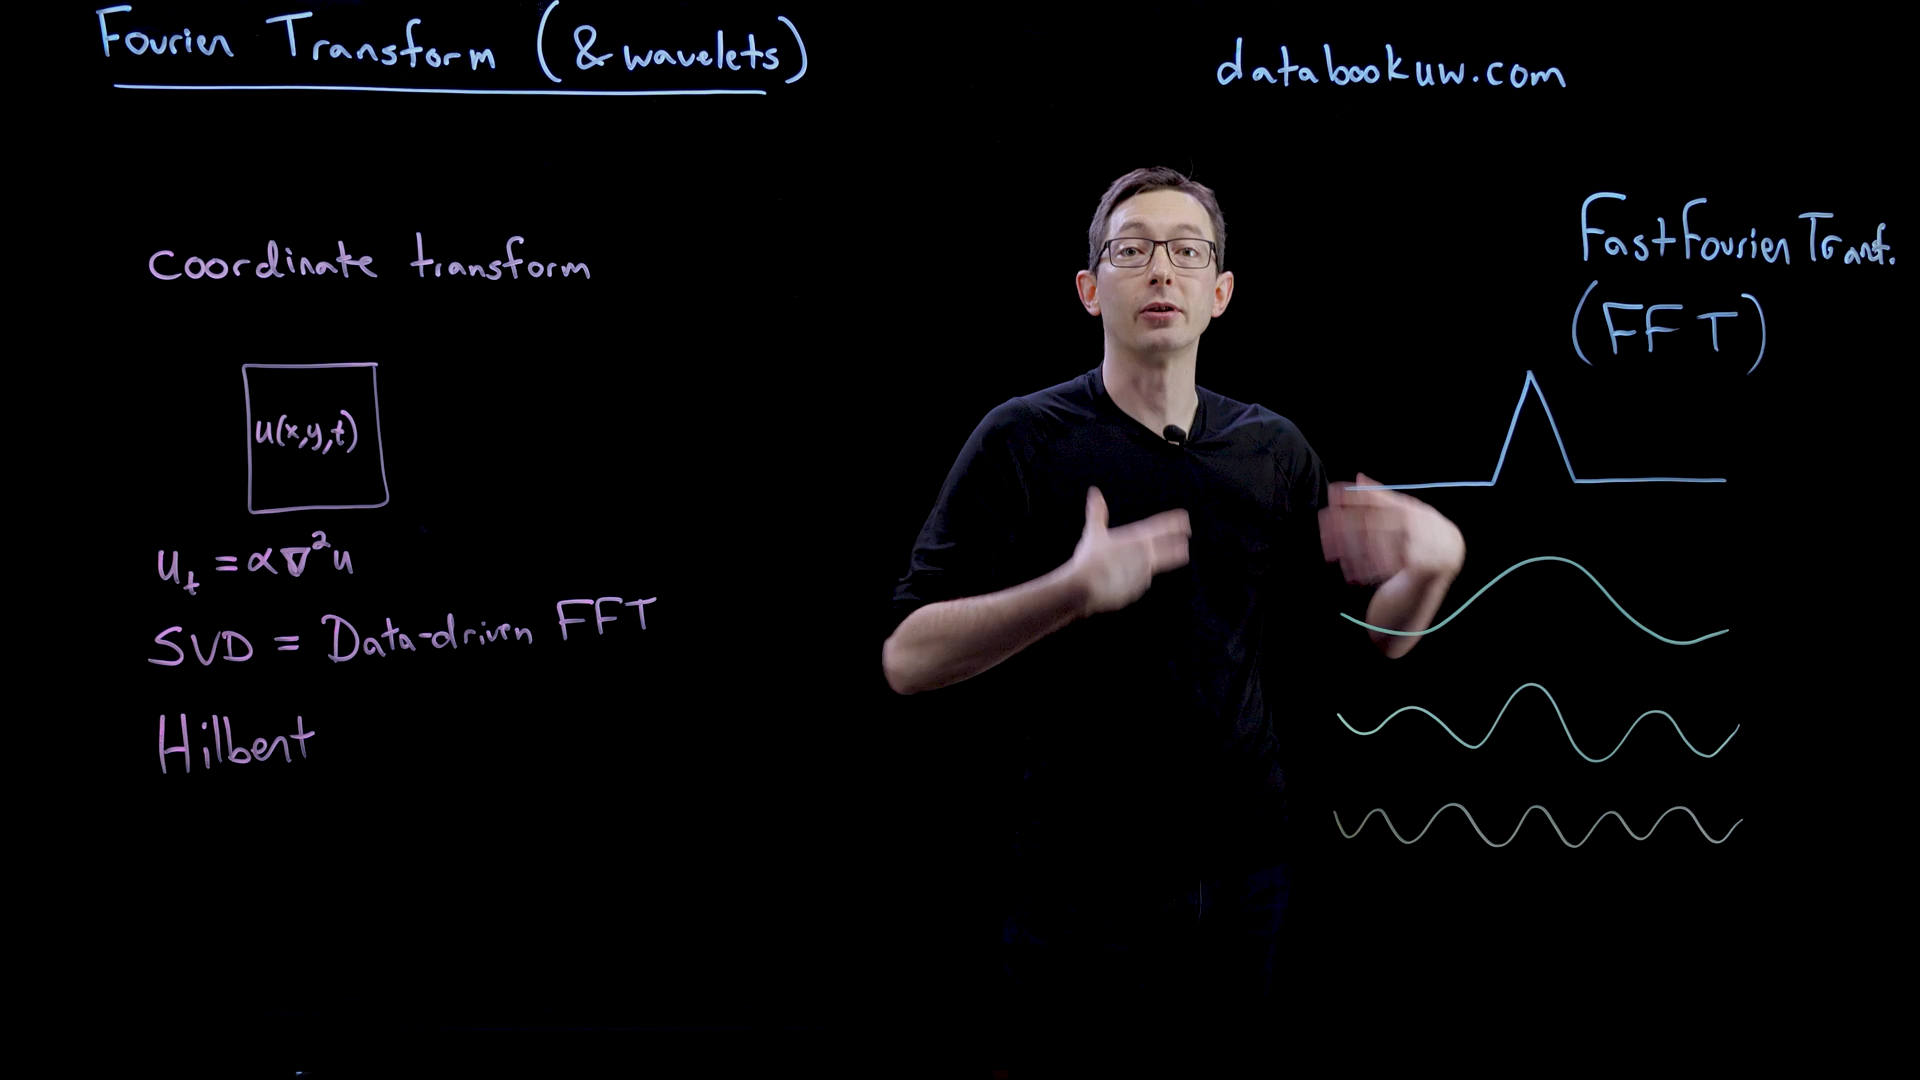 Fourier Transform (& wavelets)
databookuw.com
Coordinate transform
u(x,y,t)
u_t = α∇²u
SVD = Data-driven FFT
Hilbert
Fast Fourier Transf.
(FFT)